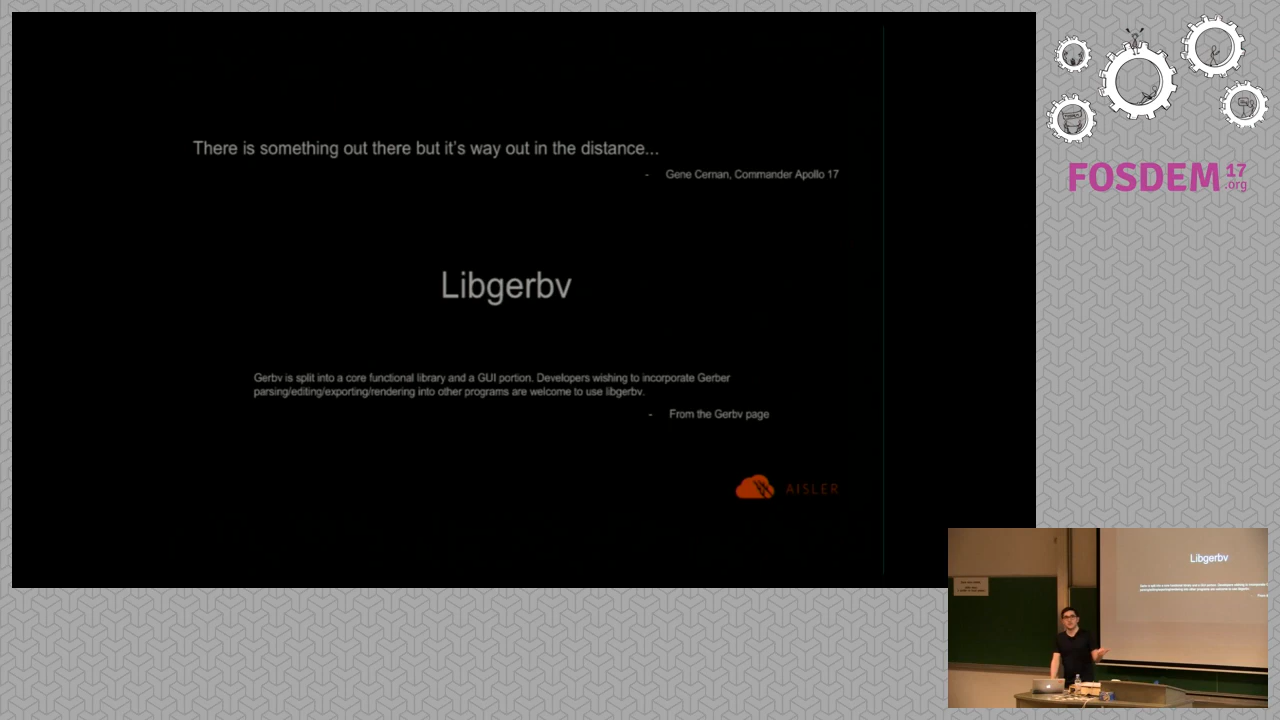 There is something out there but it's way out in the distance...
- Gene Cernan, Commander Apollo 17
Libgerbv
Gerbv is split into a core functional library and a GUI portion. Developers wishing to incorporate Gerber
parsing/editing/exporting/rendering into other programs are welcome to use libgerbv.
- From the Gerbv page
AISLER
FOSDEM 17
.org
Libgerbv